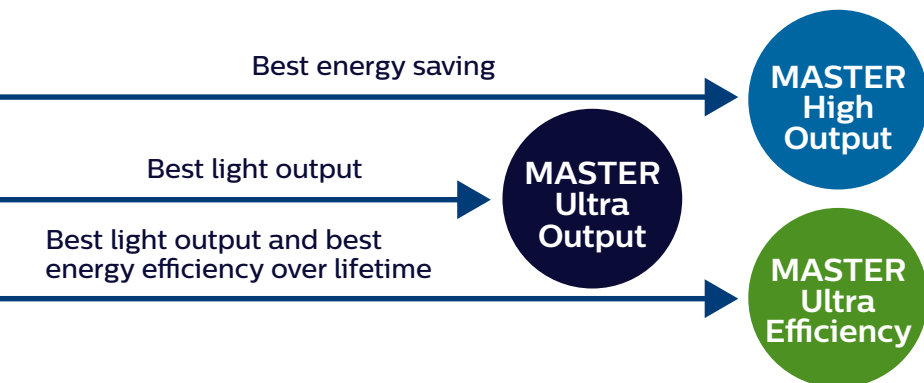 Best energy saving
MASTER
High
Output
Best light output
MASTER
Ultra
Output
Best light output and best
energy efficiency over lifetime
MASTER
Ultra
Efficiency